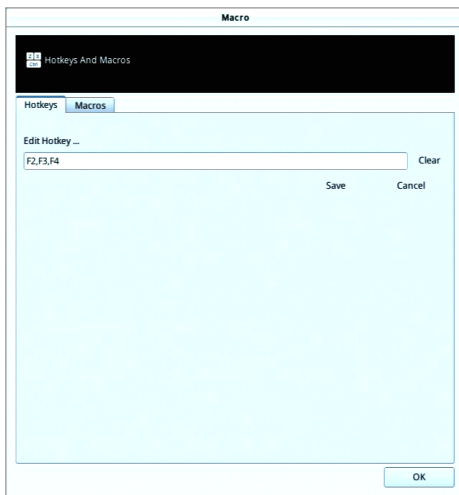 Macro
Hotkeys And Macros
Hotkeys Macros
Edit Hotkey ...
F2,F3,F4 Clear
Save Cancel
OK